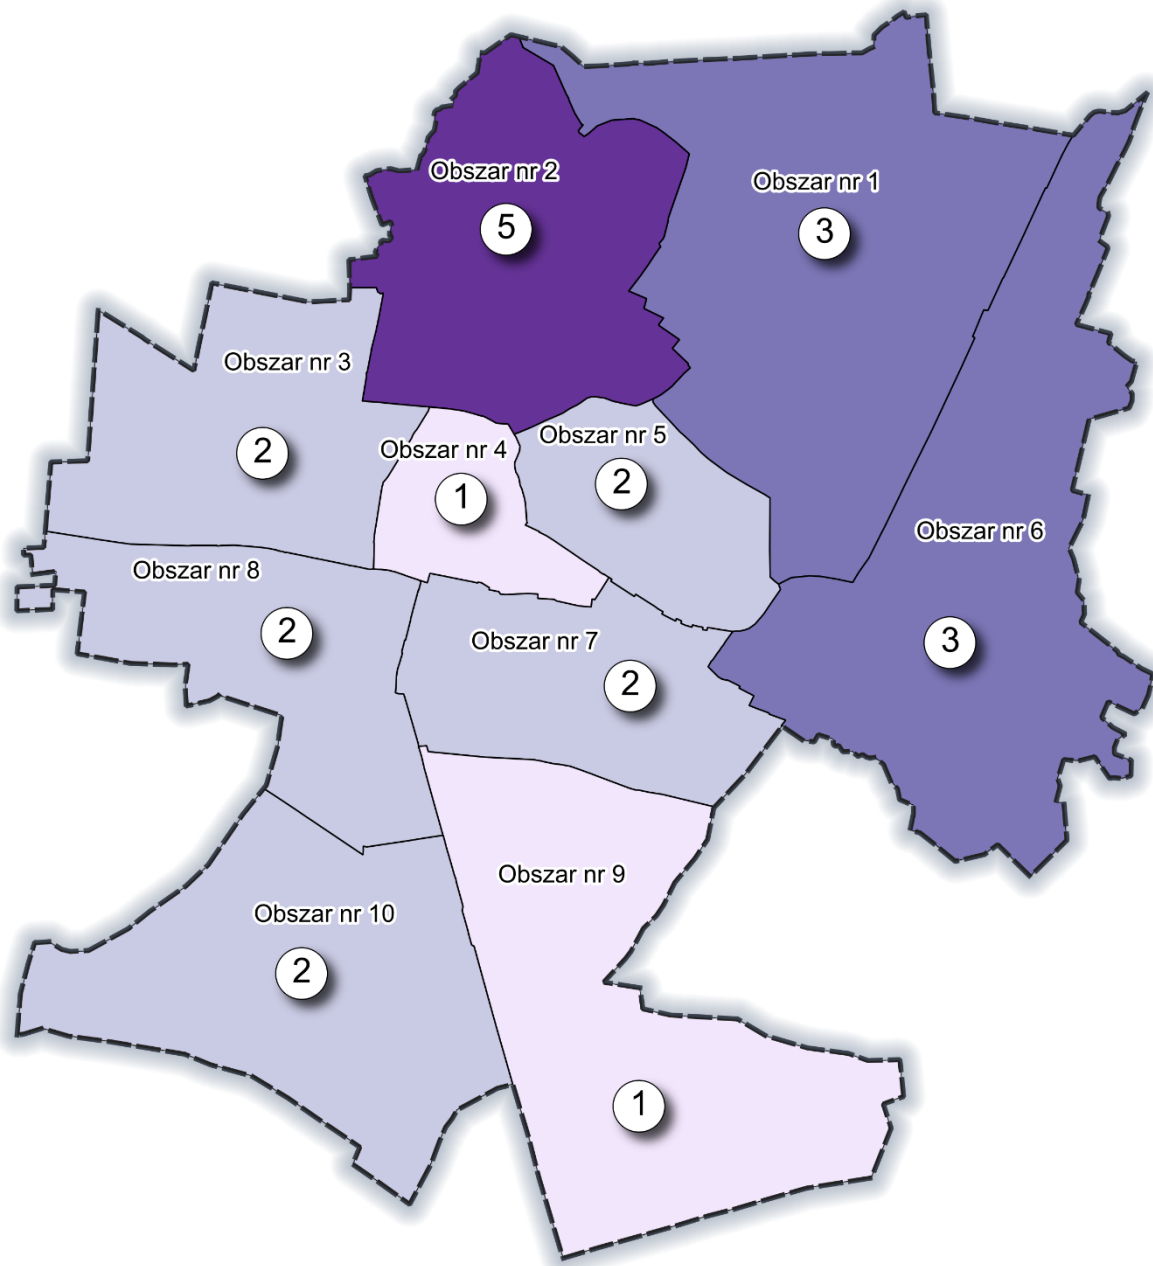 Obszar nr 2
5
Obszar nr 1
3
Obszar nr 3
2
Obszar nr 4
1
Obszar nr 5
2
Obszar nr 6
3
Obszar nr 8
2
Obszar nr 7
2
Obszar nr 9
1
Obszar nr 10
2